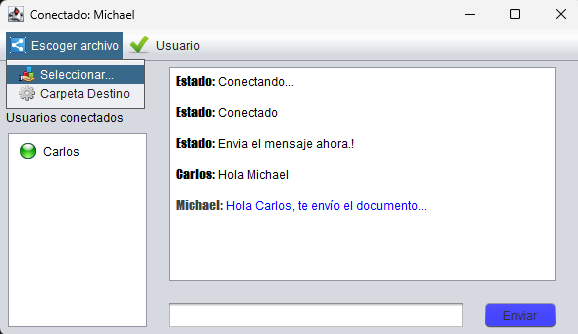 Conectado: Michael
Escoger archivo Usuario
Seleccionar...
Carpeta Destino
Usuarios conectados
Carlos
Estado: Conectando...
Estado: Conectado
Estado: Envia el mensaje ahora.!
Carlos: Hola Michael
Michael: Hola Carlos, te envío el documento...
Enviar